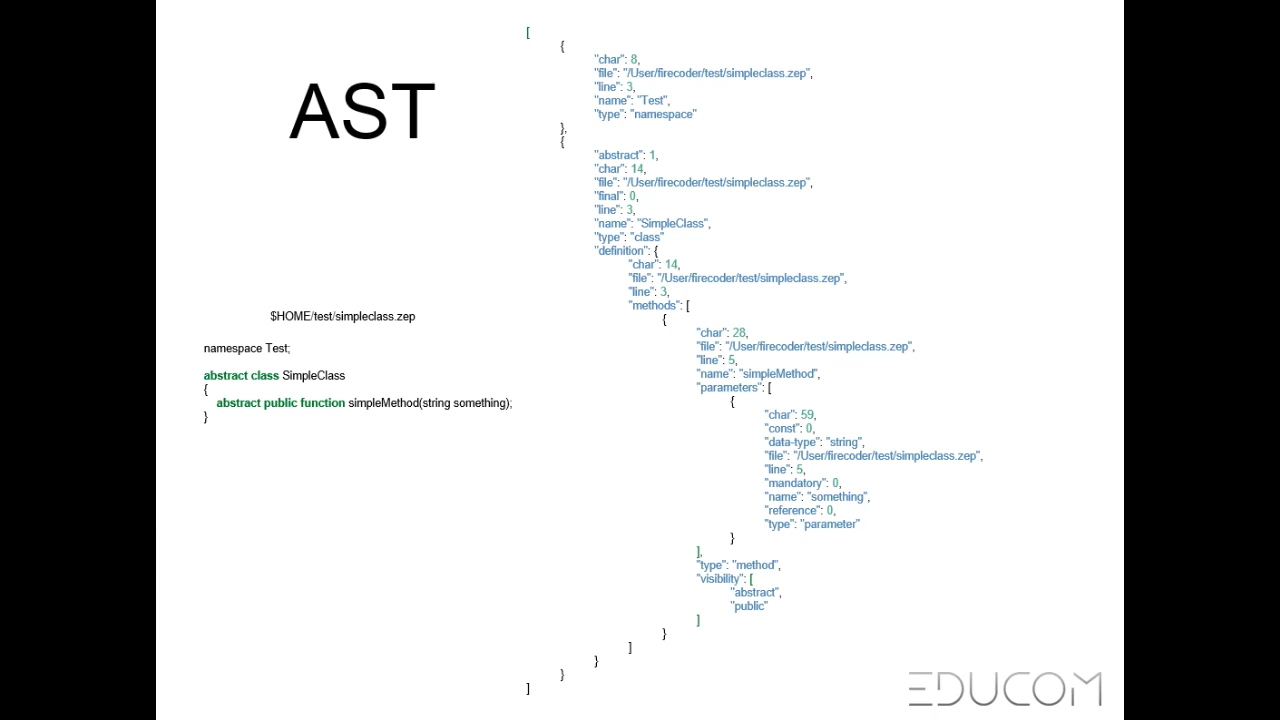 AST
$HOME/test/simpleclass.zep
namespace Test;
abstract class SimpleClass
{
abstract public function simpleMethod(string something);
}
[
{
"char": 8,
"file": "/User/firecoder/test/simpleclass.zep",
"line": 3,
"name": "Test",
"type": "namespace"
},
{
"abstract": 1,
"char": 14,
"file": "/User/firecoder/test/simpleclass.zep",
"final": 0,
"line": 3,
"name": "SimpleClass",
"type": "class"
"definition": {
"char": 14,
"file": "/User/firecoder/test/simpleclass.zep",
"line": 3,
"methods": [
{
"char": 28,
"file": "/User/firecoder/test/simpleclass.zep",
"line": 5,
"name": "simpleMethod",
"parameters": [
{
"char": 59,
"const": 0,
"data-type": "string",
"file": "/User/firecoder/test/simpleclass.zep",
"line": 5,
"mandatory": 0,
"name": "something",
"reference": 0,
"type": "parameter"
}
],
"type": "method",
"visibility": [
"abstract",
"public"
]
}
]
}
}
]
EDUCOM